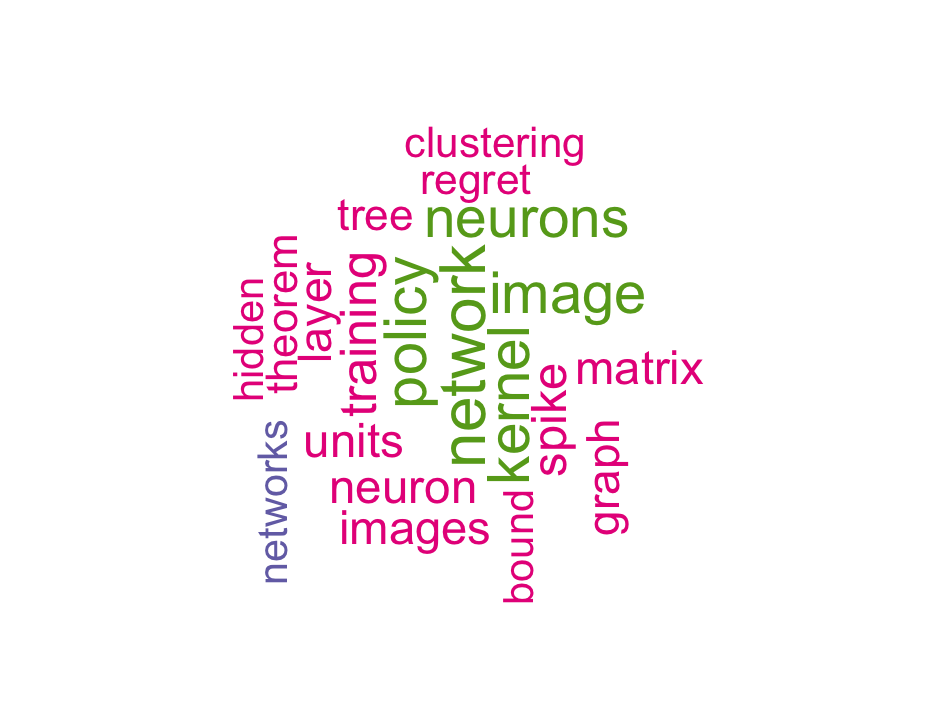 clustering
regret
tree
neurons
hidden
theorem
layer
training
policy
network
image
kernel
spike
matrix
networks
units
neuron
images
bound
graph